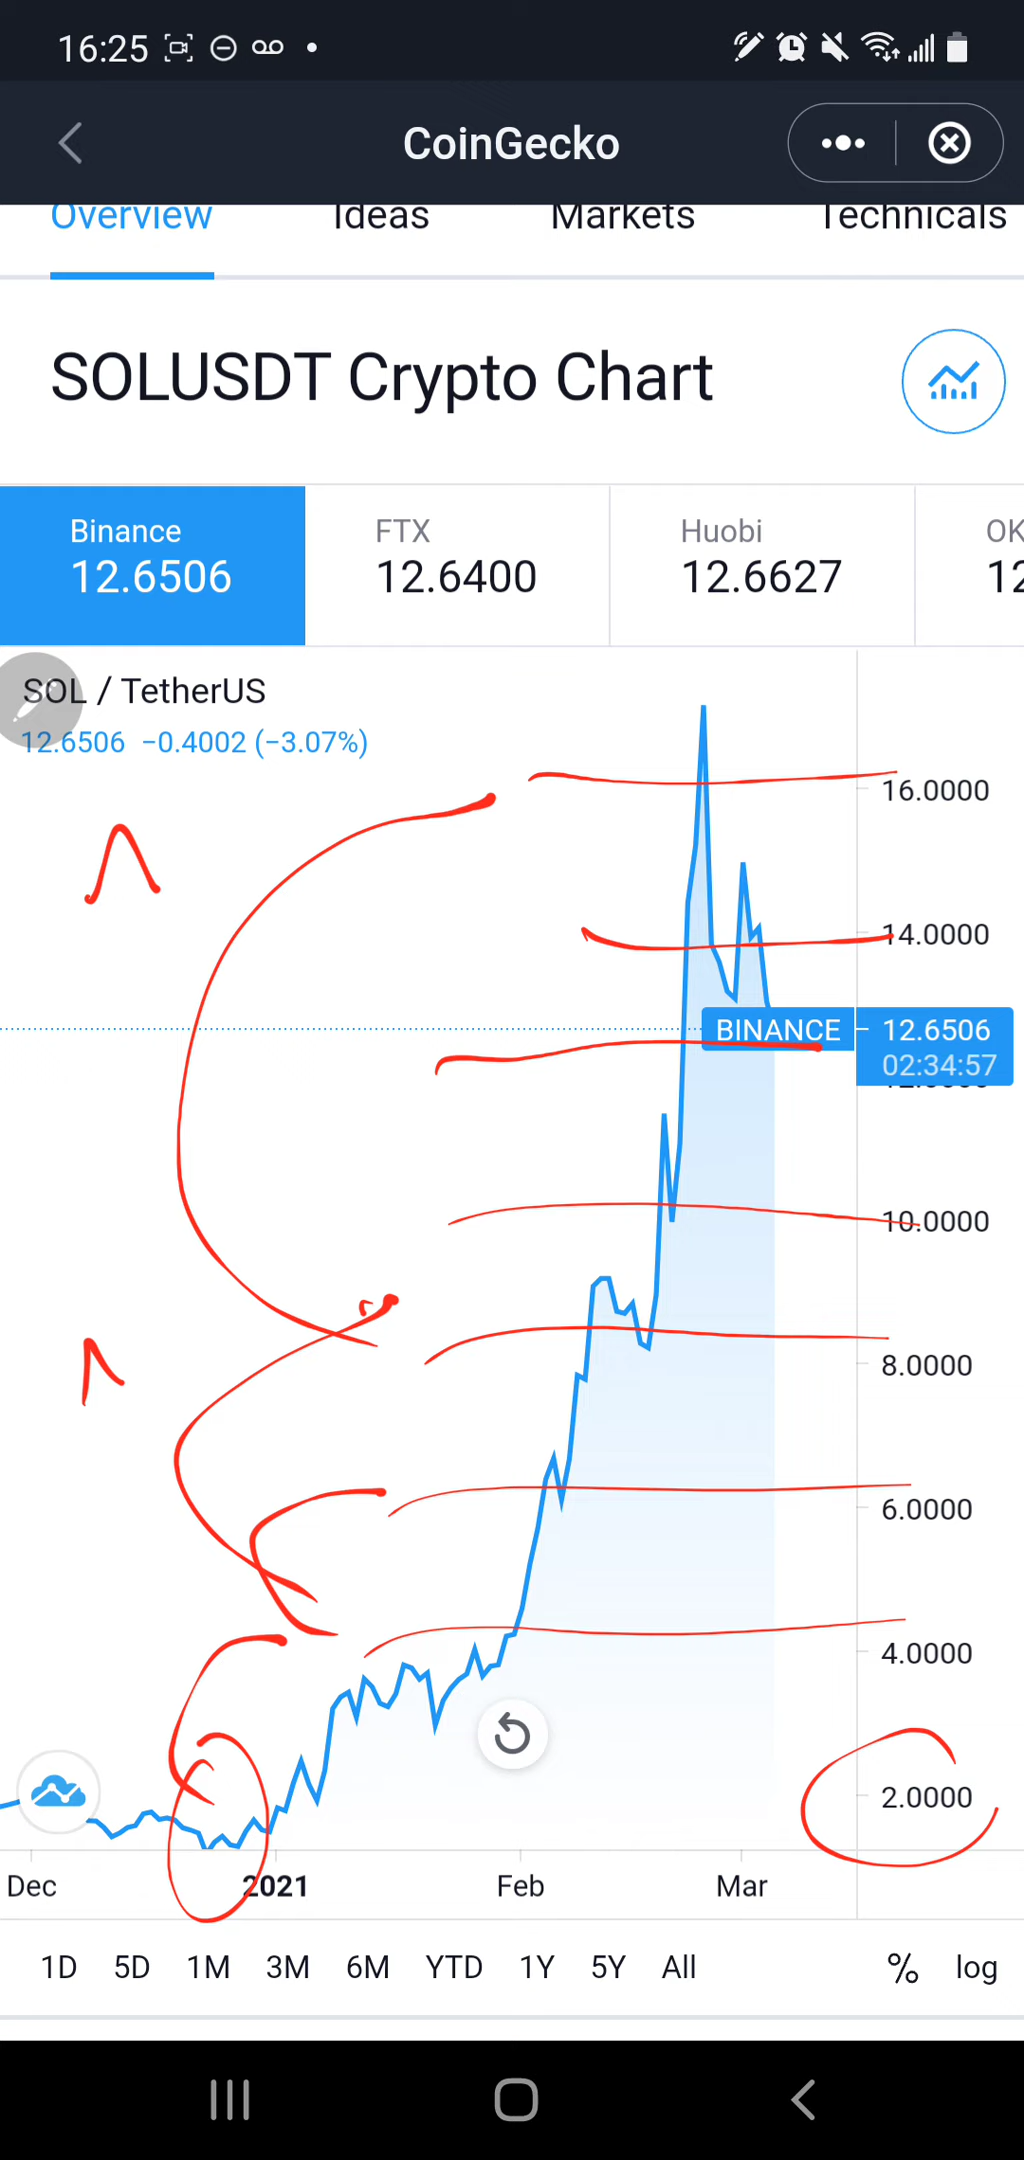 16:25
CoinGecko
Overview Ideas Markets Technicals
SOLUSDT Crypto Chart
Binance FTX Huobi OK
12.6506 12.6400 12.6627 12
SOL / TetherUS
12.6506 −0.4002 (−3.07%)
16.0000
14.0000
BINANCE 12.6506
02:34:57
10.0000
8.0000
6.0000
4.0000
2.0000
Dec 2021 Feb Mar
1D 5D 1M 3M 6M YTD 1Y 5Y All % log